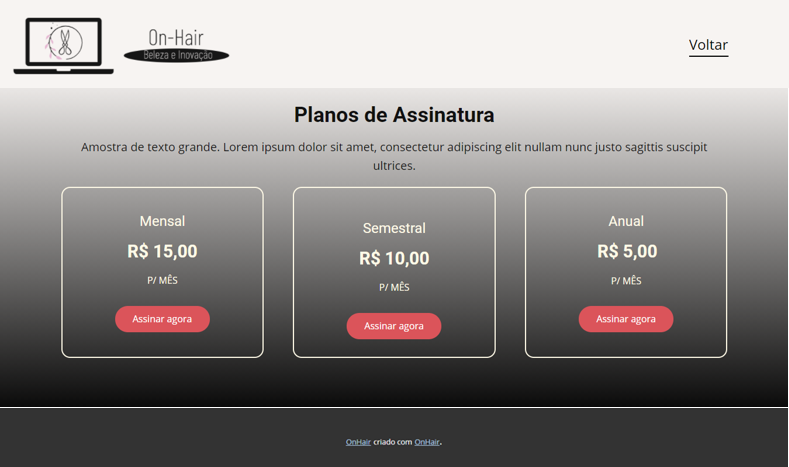 On-Hair
Beleza e Inovação
Voltar
Planos de Assinatura
Amostra de texto grande. Lorem ipsum dolor sit amet, consectetur adipiscing elit nullam nunc justo sagittis suscipit
ultrices.
Mensal
R$ 15,00
P/ MÊS
Assinar agora
Semestral
R$ 10,00
P/ MÊS
Assinar agora
Anual
R$ 5,00
P/ MÊS
Assinar agora
OnHair criado com OnHair.